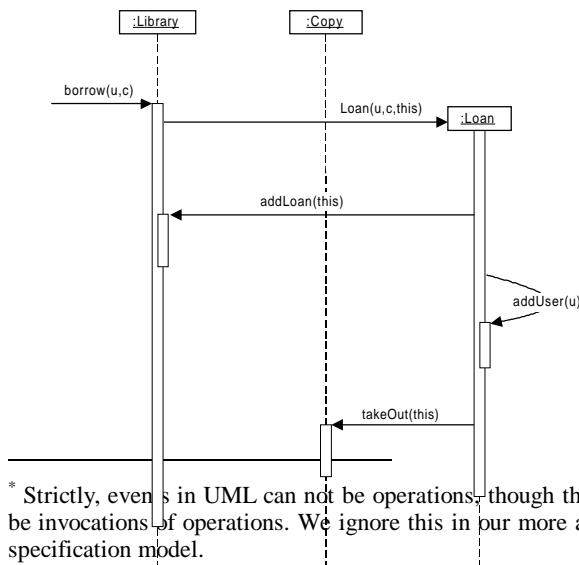 :Library
:Copy
borrow(u,c)
Loan(u,c,this)
:Loan
addLoan(this)
addUser(u)
takeOut(this)
* Strictly, events in UML can not be operations, though th
be invocations of operations. We ignore this in our more a
specification model.